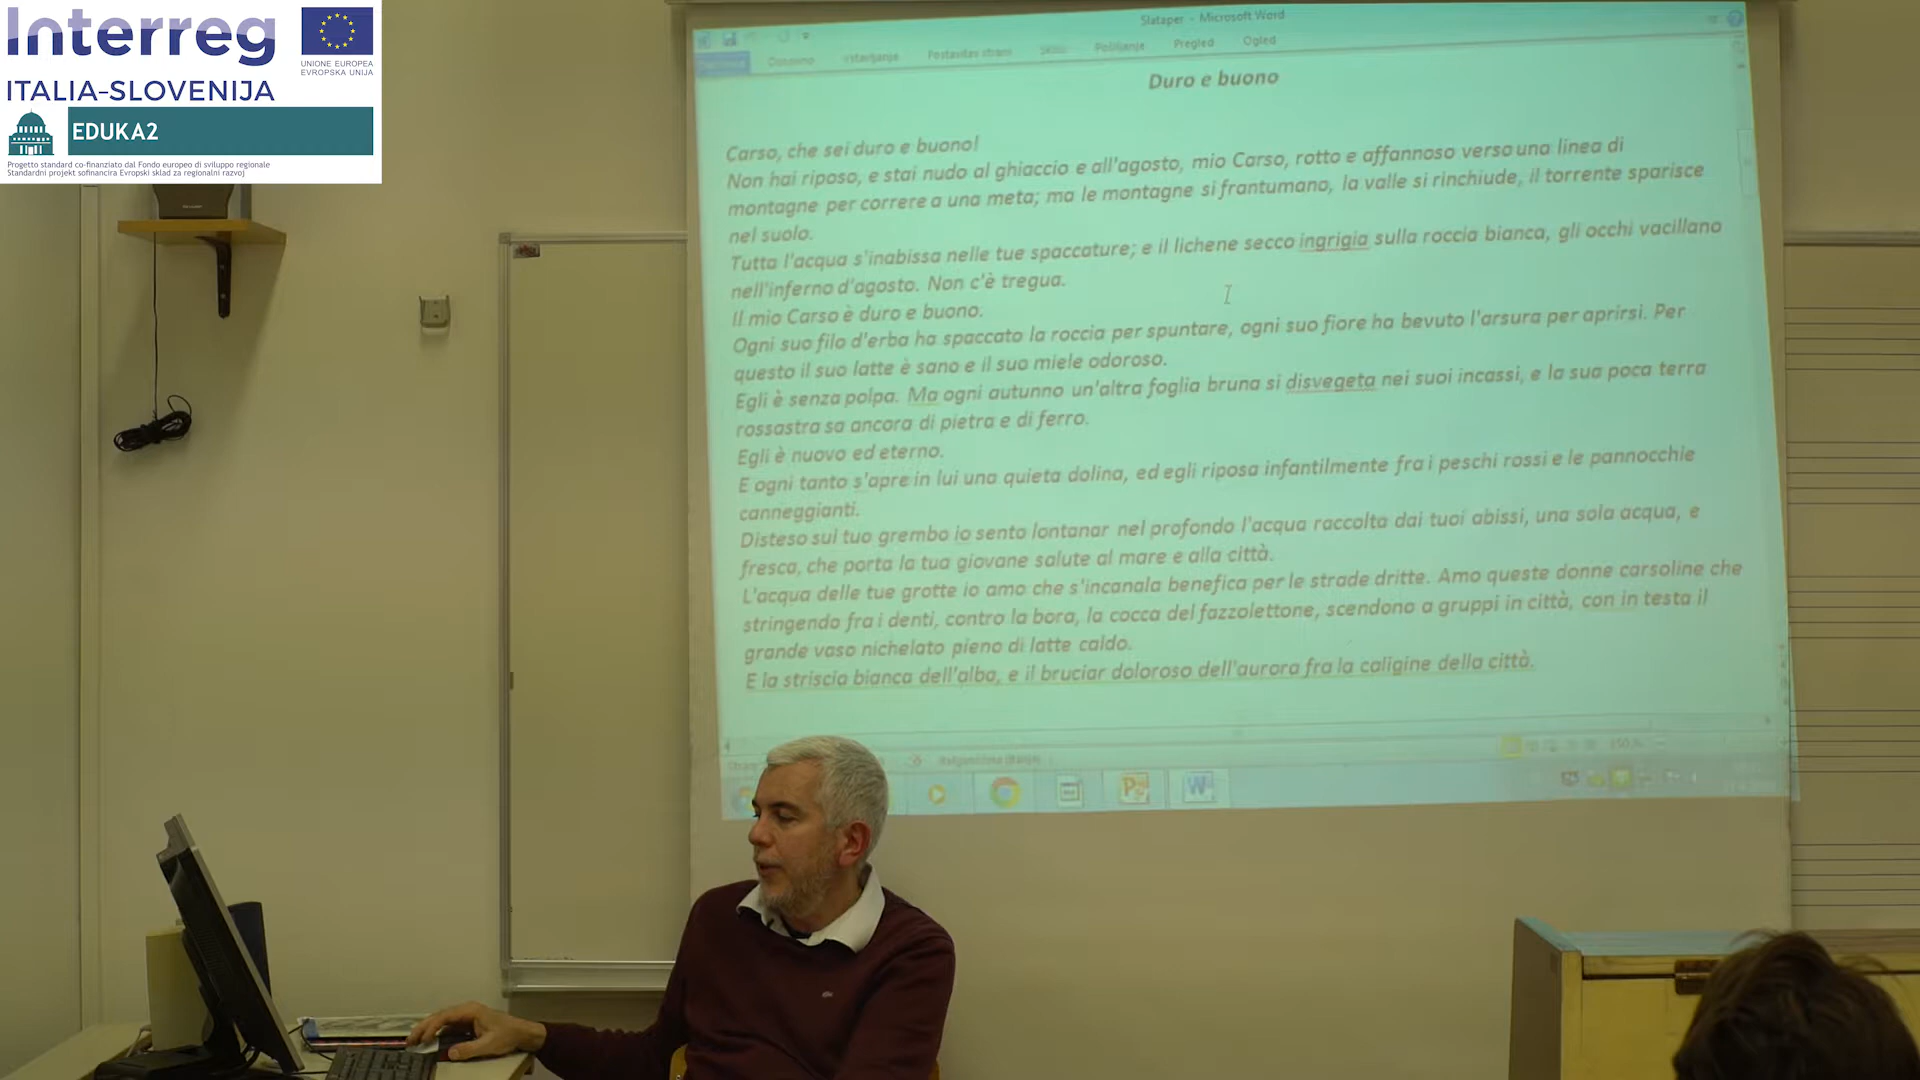 Interreg
UNIONE EUROPEA
EVROPSKA UNIJA
ITALIA-SLOVENIJA
EDUKA2
Progetto standard co-finanziato dal Fondo europeo di sviluppo regionale
Standardni projekt sofinancira Evropski sklad za regionalni razvoj
Slataper - Microsoft Word
Vstavljanje Postavitev strani Sklici Pošiljanje Pregled Ogled
Duro e buono
Carso, che sei duro e buono!
Non hai riposo, e stai nudo al ghiaccio e all'agosto, mio Carso, rotto e affannoso verso una linea di
montagne per correre a una meta; ma le montagne si frantumano, la valle si rinchiude, il torrente sparisce
nel suolo.
Tutta l'acqua s'inabissa nelle tue spaccature; e il lichene secco ingrigia sulla roccia bianca, gli occhi vacillano
nell'inferno d'agosto. Non c'è tregua.
Il mio Carso è duro e buono.
Ogni suo filo d'erba ha spaccato la roccia per spuntare, ogni suo fiore ha bevuto l'arsura per aprirsi. Per
questo il suo latte è sano e il suo miele odoroso.
Egli è senza polpa. Ma ogni autunno un'altra foglia bruna si disvegeta nei suoi incassi, e la sua poca terra
rossastra sa ancora di pietra e di ferro.
Egli è nuovo ed eterno.
E ogni tanto s'apre in lui una quieta dolina, ed egli riposa infantilmente fra i peschi rossi e le pannocchie
canneggianti.
Disteso sul tuo grembo io sento lontanar nel profondo l'acqua raccolta dai tuoi abissi, una sola acqua, e
fresca, che porta la tua giovane salute al mare e alla città.
L'acqua delle tue grotte io amo che s'incanala benefica per le strade dritte. Amo queste donne carsoline che
stringendo fra i denti, contro la bora, la cocca del fazzolettone, scendono a gruppi in città, con in testa il
grande vaso nichelato pieno di latte caldo.
E la striscia bianca dell'alba, e il bruciar doloroso dell'aurora fra la caligine della città.
150 %